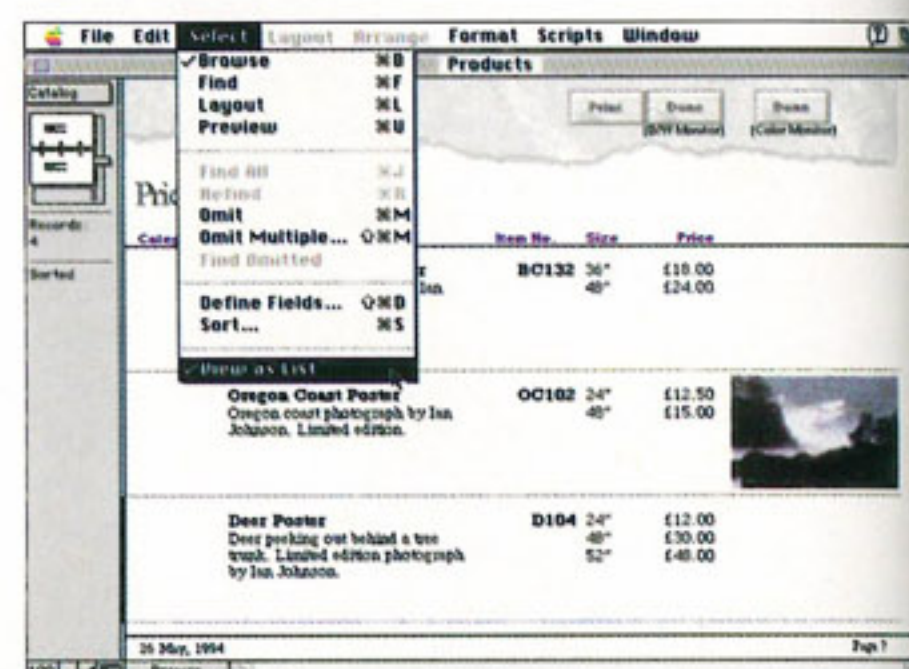 File Edit Select Layout Arrange Format Scripts Window
Products
✓Browse ⌘B
Find ⌘F
Layout ⌘L
Preview ⌘U
Find All ⌘J
Refind ⌘R
Omit ⌘M
Omit Multiple... ⇧⌘M
Find Omitted
Define Fields... ⇧⌘D
Sort... ⌘S
✓View as List
Catalog
Records:
4
Sorted
Print Done Done
(B/W Monitor) (Color Monitor)
Pric
Item No. Size Price
BC132 36" £18.00
48" £24.00
Oregon Coast Poster OC102 24" £12.50
Oregon coast photograph by Ian 48" £15.00
Johnson. Limited edition.
Deer Poster D104 24" £12.00
Deer peeking out behind a tree 48" £30.00
trunk. Limited edition photograph 52" £48.00
by Ian Johnson.
26 May, 1994